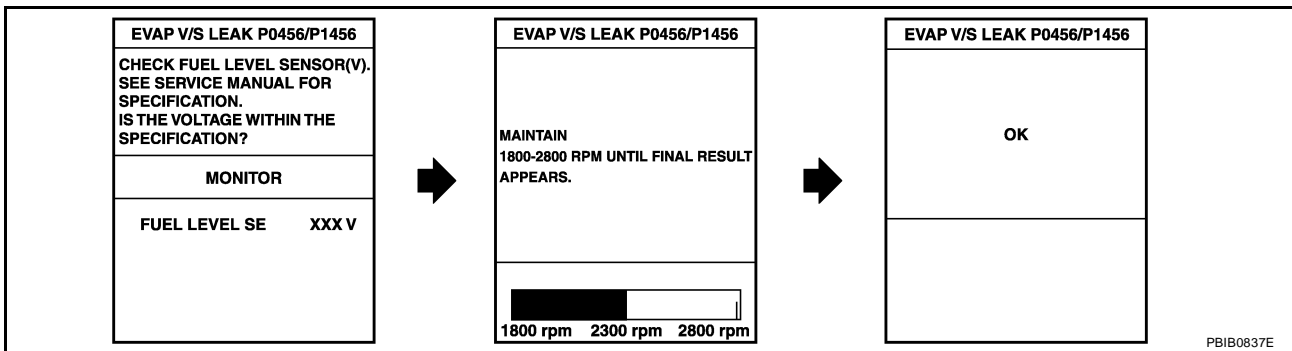 EVAP V/S LEAK P0456/P1456
CHECK FUEL LEVEL SENSOR(V).
SEE SERVICE MANUAL FOR
SPECIFICATION.
IS THE VOLTAGE WITHIN THE
SPECIFICATION?
MONITOR
FUEL LEVEL SE XXX V
EVAP V/S LEAK P0456/P1456
MAINTAIN
1800-2800 RPM UNTIL FINAL RESULT
APPEARS.
1800 rpm 2300 rpm 2800 rpm
EVAP V/S LEAK P0456/P1456
OK
PBIB0837E